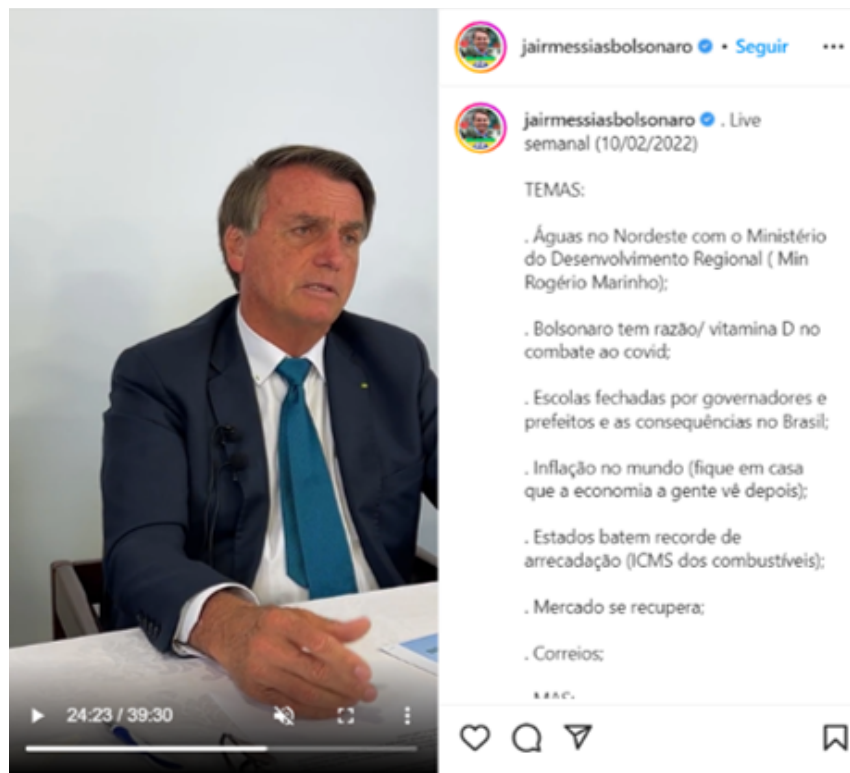 jairmessiasbolsonaro • Seguir
jairmessiasbolsonaro . Live
semanal (10/02/2022)
TEMAS:
. Águas no Nordeste com o Ministério
do Desenvolvimento Regional ( Min
Rogério Marinho);
. Bolsonaro tem razão/ vitamina D no
combate ao covid;
. Escolas fechadas por governadores e
prefeitos e as consequências no Brasil;
. Inflação no mundo (fique em casa
que a economia a gente vê depois);
. Estados batem recorde de
arrecadação (ICMS dos combustíveis);
. Mercado se recupera;
. Correios;
24:23 / 39:30